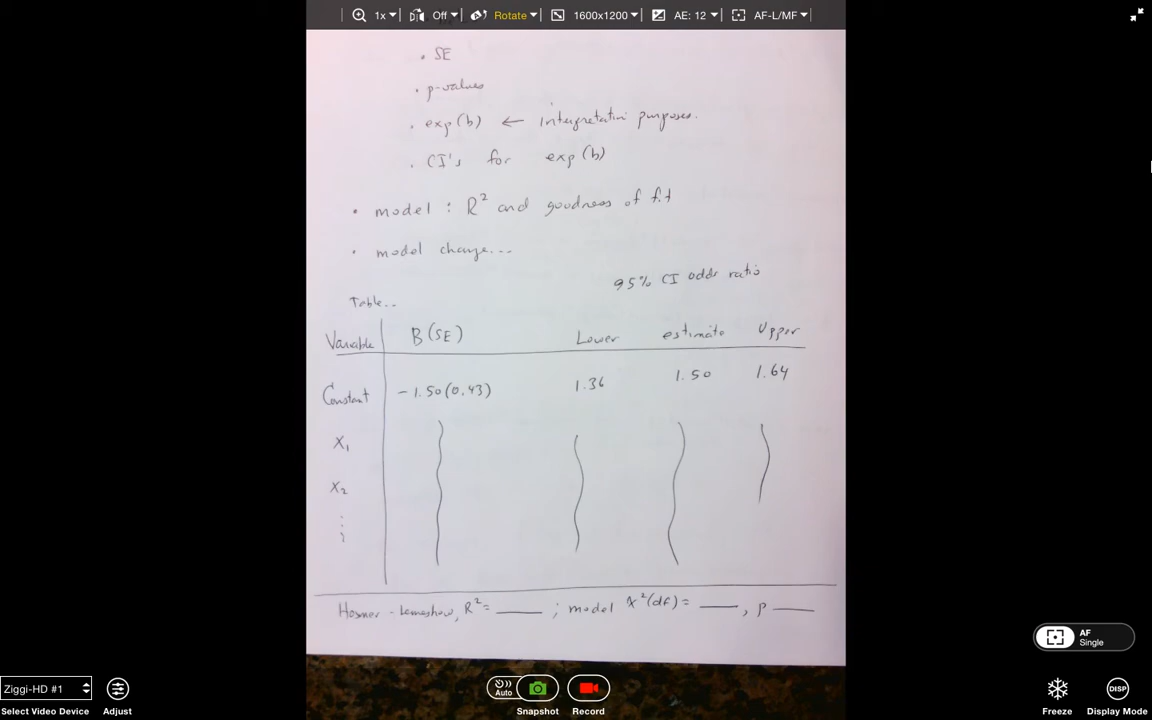 1x Off Rotate 1600x1200 AE: 12 AF-L/MF
• SE
• p-values
• exp(b) ← interpretation purposes.
• CI's for exp(b)
• model : R² and goodness of fit
• model change...
95% CI odds ratio
Table..
Variable B(SE) Lower estimate Upper
Constant -1.50(0.43) 1.36 1.50 1.64
X₁
X₂
Hosmer-Lemeshow, R²= ____ ; model X²(df) = ____, p ____
AF
Single
Ziggi-HD #1
Auto
DISP
Select Video Device Adjust Snapshot Record Freeze Display Mode